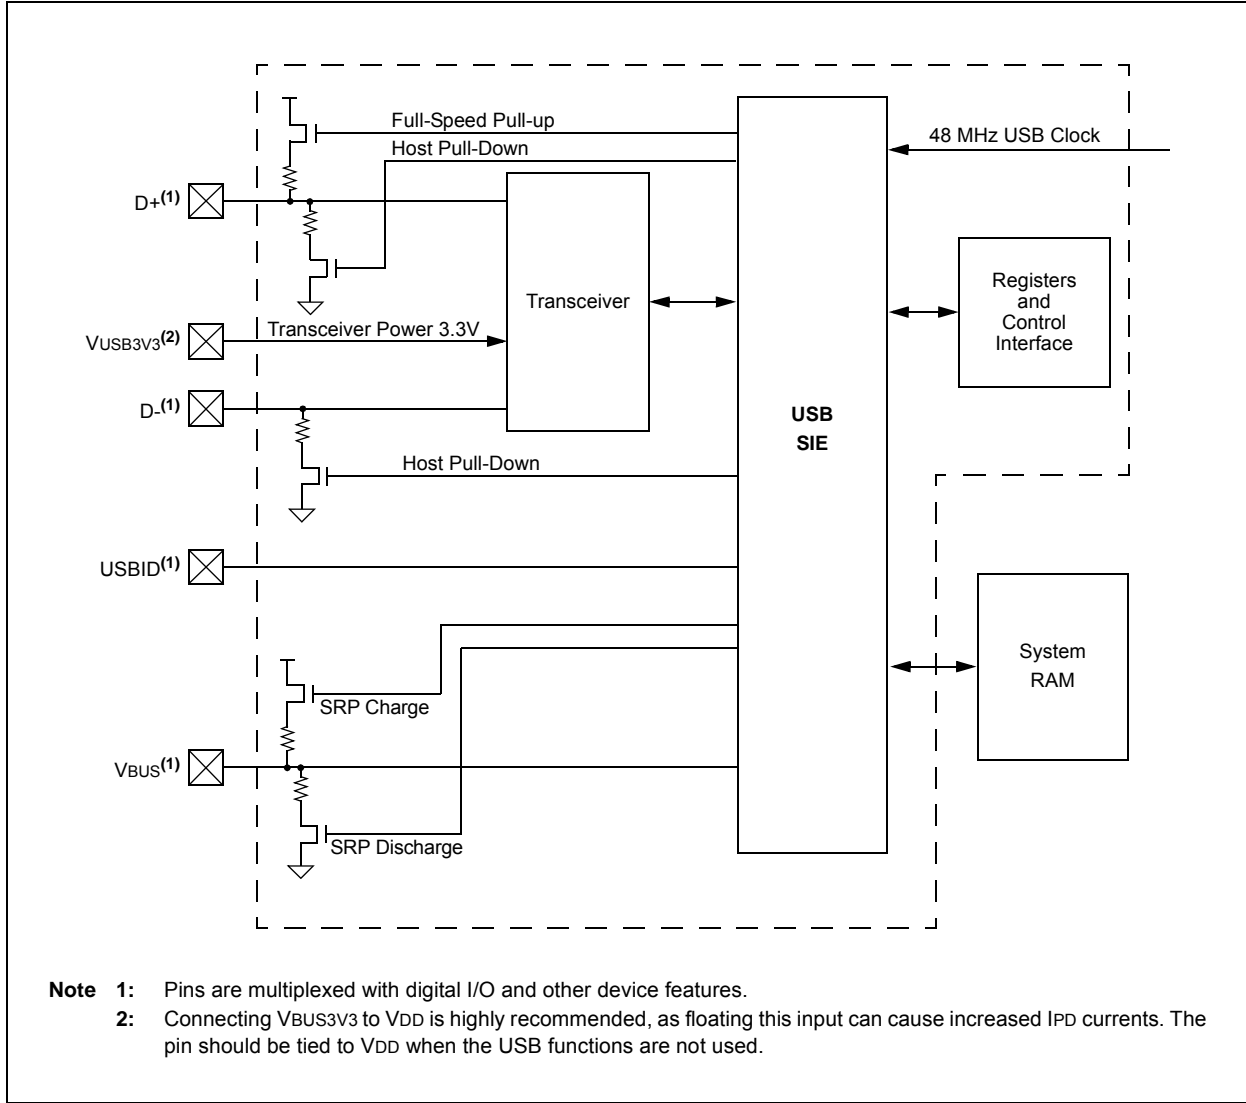 Full-Speed Pull-up
Host Pull-Down
48 MHz USB Clock
D+(1)
Transceiver
Registers
and
Control
Interface
VUSB3V3(2)
Transceiver Power 3.3V
D-(1)
USB
SIE
Host Pull-Down
USBID(1)
System
RAM
SRP Charge
VBUS(1)
SRP Discharge
Note 1: Pins are multiplexed with digital I/O and other device features.
2: Connecting VBUS3V3 to VDD is highly recommended, as floating this input can cause increased IPD currents. The
pin should be tied to VDD when the USB functions are not used.